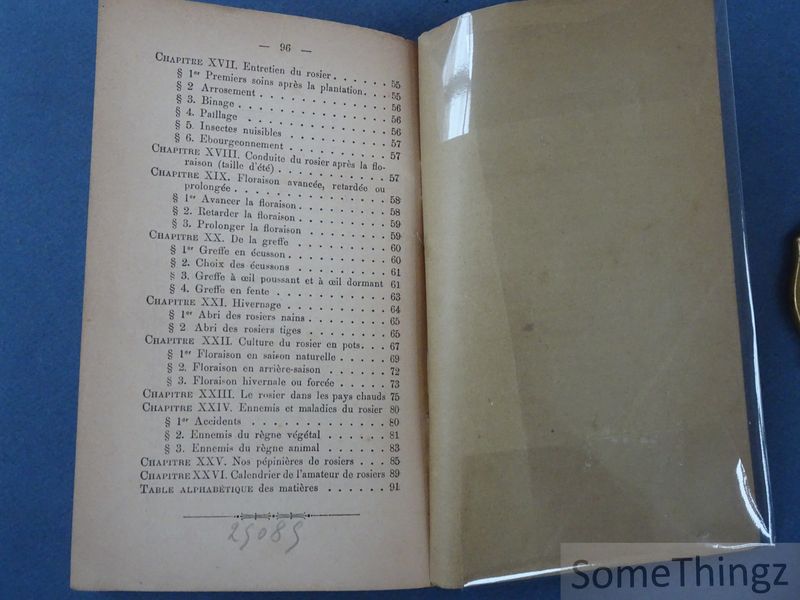 — 96 —
CHAPITRE XVII. Entretien du rosier . . . . . . 55
§ 1er Premiers soins après la plantation. . . . 55
§ 2 Arrosement . . . . . . . . . . . . 56
§ 3. Binage . . . . . . . . . . . . . 56
§ 4. Paillage . . . . . . . . . . . . . 56
§ 5. Insectes nuisibles . . . . . . . . . . 57
§ 6. Ebourgeonnement . . . . . . . . . . 57
CHAPITRE XVIII. Conduite du rosier après la flo-
raison (taille d'été) . . . . . . . . . . . 57
CHAPITRE XIX. Floraison avancée, retardée ou
prolongée . . . . . . . . . . . . . . 58
§ 1er Avancer la floraison . . . . . . . . . 58
§ 2. Retarder la floraison . . . . . . . . . 59
§ 3. Prolonger la floraison . . . . . . . . 59
CHAPITRE XX. De la greffe . . . . . . . . . 60
§ 1er Greffe en écusson . . . . . . . . . . 60
§ 2. Choix des écussons . . . . . . . . . 61
§ 3. Greffe à œil poussant et à œil dormant 61
§ 4. Greffe en fente . . . . . . . . . . . 63
CHAPITRE XXI. Hivernage . . . . . . . . . . 64
§ 1er Abri des rosiers nains . . . . . . . . 65
§ 2 Abri des rosiers tiges . . . . . . . . 65
CHAPITRE XXII. Culture du rosier en pots. . . 67
§ 1er Floraison en saison naturelle . . . . . 69
§ 2. Floraison en arrière-saison . . . . . . 72
§ 3. Floraison hivernale ou forcée . . . . . 73
CHAPITRE XXIII. Le rosier dans les pays chauds 75
CHAPITRE XXIV. Ennemis et maladies du rosier 80
§ 1er Accidents . . . . . . . . . . . . . 80
§ 2. Ennemis du règne végétal . . . . . . 81
§ 3. Ennemis du règne animal . . . . . . 83
CHAPITRE XXV. Nos pépinières de rosiers . . . 85
CHAPITRE XXVI. Calendrier de l'amateur de rosiers 89
TABLE ALPHABÉTIQUE des matières . . . . . . 91
25085
SomeThingz